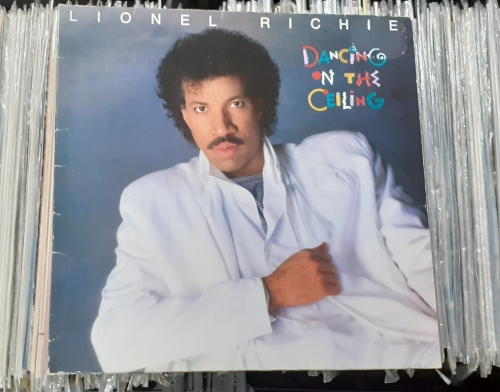 LIONEL RICHIE
DANCING
ON THE
CEILING